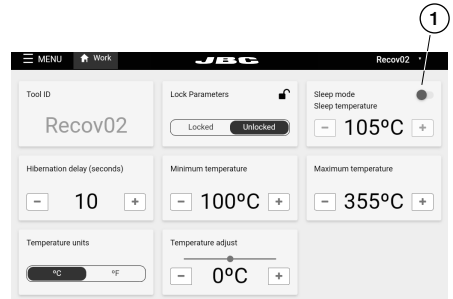 1
MENU Work JBC Recov02
Tool ID
Recov02
Lock Parameters
Locked Unlocked
Sleep mode
Sleep temperature
- 105ºC +
Hibernation delay (seconds)
- 10 +
Minimum temperature
- 100ºC +
Maximum temperature
- 355ºC +
Temperature units
ºC ºF
Temperature adjust
- 0ºC +